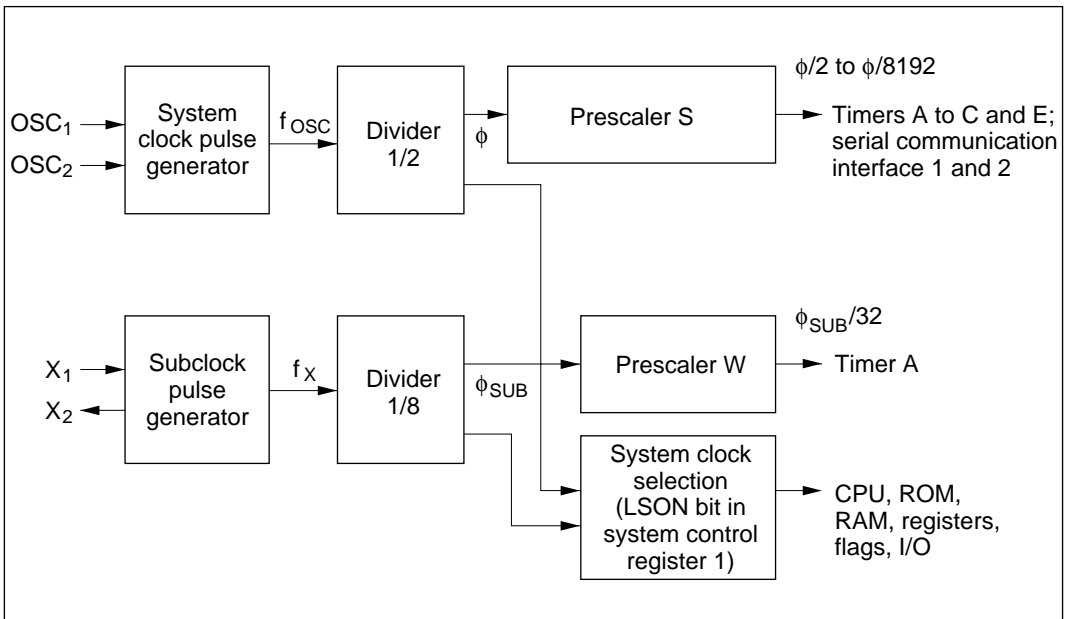 OSC1
OSC2
System
clock pulse
generator
fOSC
Divider
1/2
ϕ
Prescaler S
ϕ/2 to ϕ/8192
Timers A to C and E;
serial communication
interface 1 and 2
X1
X2
Subclock
pulse
generator
fX
Divider
1/8
ϕSUB
Prescaler W
ϕSUB/32
Timer A
System clock
selection
(LSON bit in
system control
register 1)
CPU, ROM,
RAM, registers,
flags, I/O